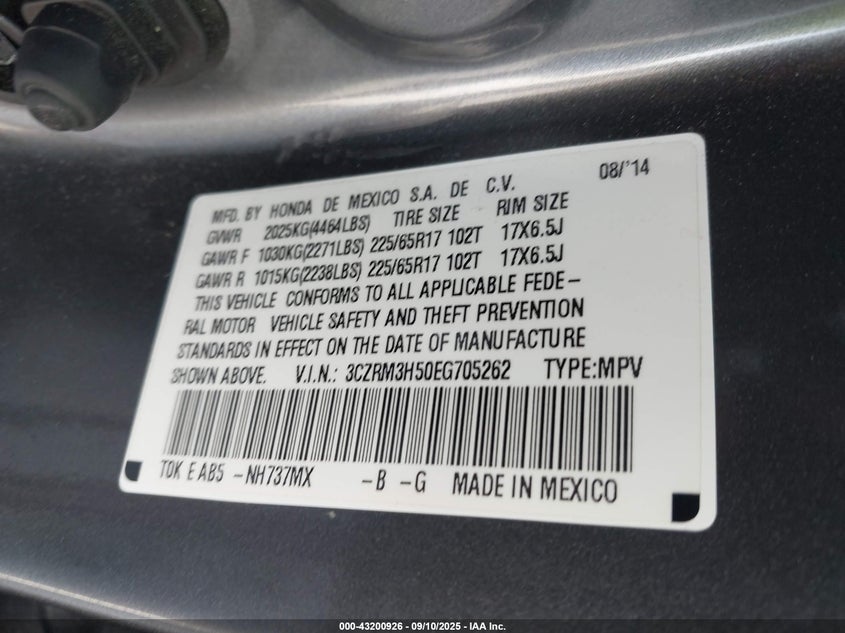 MFD. BY HONDA DE MEXICO S.A. DE C.V. 08/'14
GVWR 2025KG(4464LBS) TIRE SIZE RIM SIZE
GAWR F 1030KG(2271LBS) 225/65R17 102T 17X6.5J
GAWR R 1015KG(2238LBS) 225/65R17 102T 17X6.5J
THIS VEHICLE CONFORMS TO ALL APPLICABLE FEDE-
RAL MOTOR VEHICLE SAFETY AND THEFT PREVENTION
STANDARDS IN EFFECT ON THE DATE OF MANUFACTURE
SHOWN ABOVE. V.I.N.: 3CZRM3H50EG705262 TYPE:MPV
T0K E AB5 -NH737MX -B -G MADE IN MEXICO
000-43200926 - 09/10/2025 - IAA Inc.